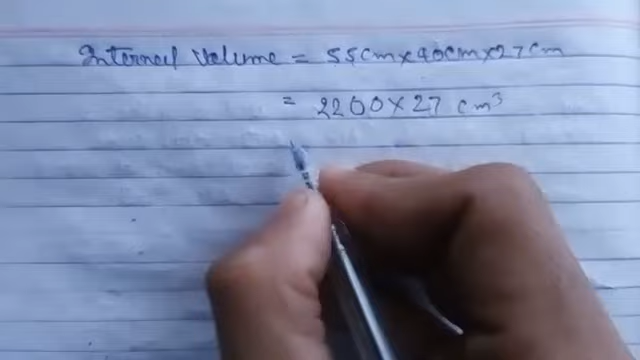 Internal Volume = 55cm×40cm×27cm
= 2200×27 cm³